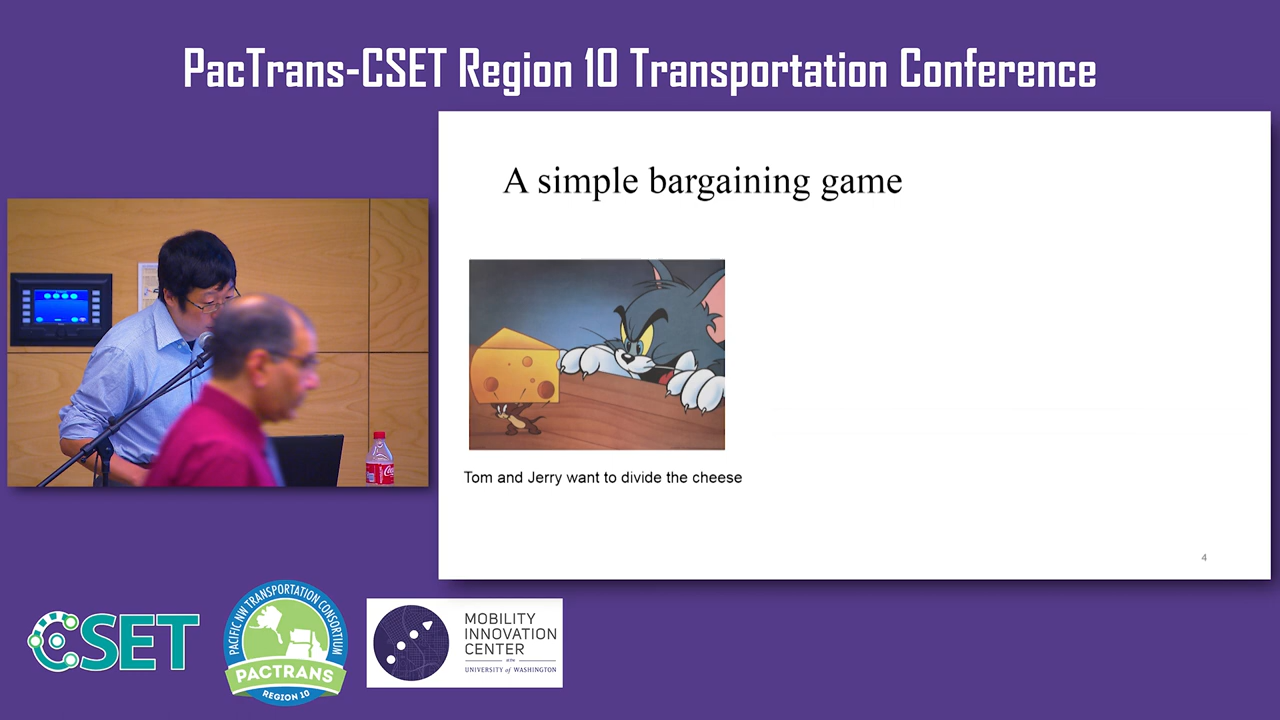 PacTrans-CSET Region 10 Transportation Conference
A simple bargaining game
Tom and Jerry want to divide the cheese
4
CSET
PACIFIC NW TRANSPORTATION CONSORTIUM
PACTRANS
REGION 10
MOBILITY
INNOVATION
CENTER
UNIVERSITY of WASHINGTON